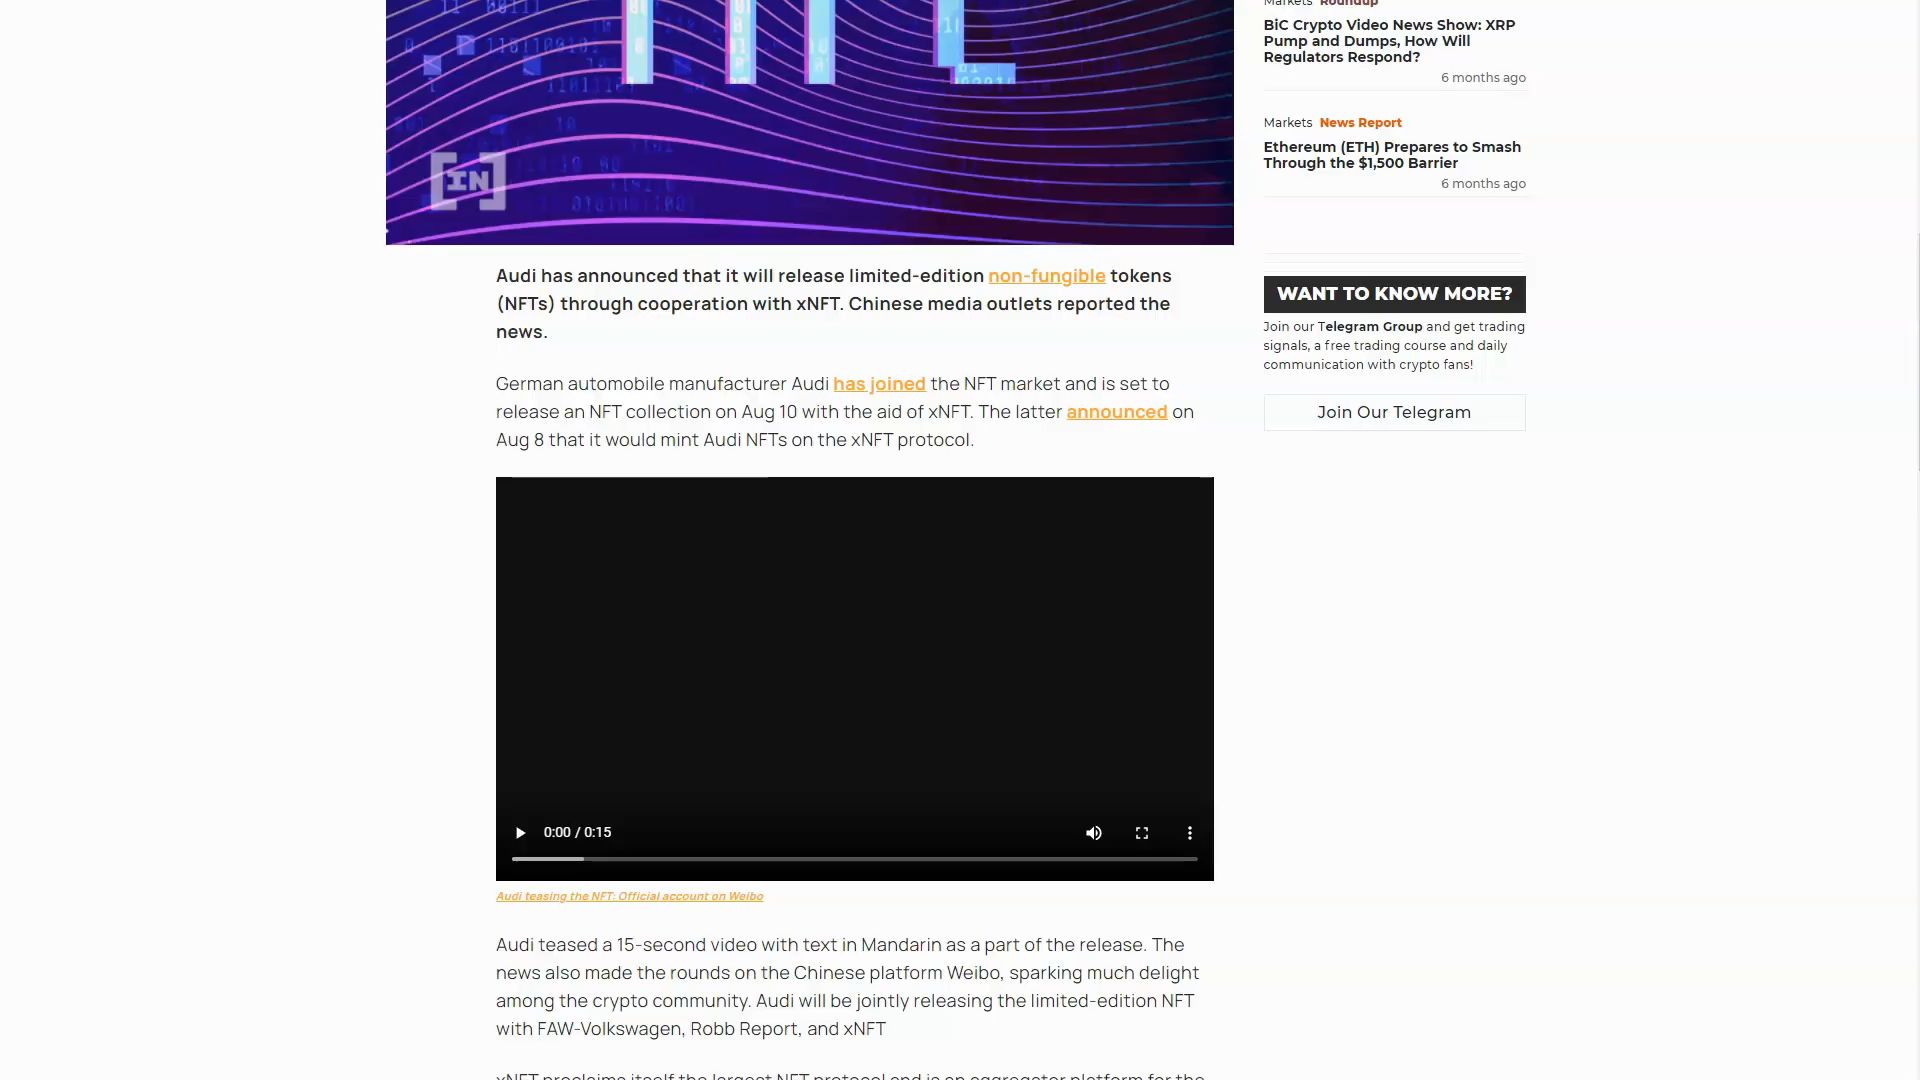 [IN]
Audi has announced that it will release limited-edition non-fungible tokens
(NFTs) through cooperation with xNFT. Chinese media outlets reported the
news.
German automobile manufacturer Audi has joined the NFT market and is set to
release an NFT collection on Aug 10 with the aid of xNFT. The latter announced on
Aug 8 that it would mint Audi NFTs on the xNFT protocol.
0:00 / 0:15
Audi teasing the NFT: Official account on Weibo
Audi teased a 15-second video with text in Mandarin as a part of the release. The
news also made the rounds on the Chinese platform Weibo, sparking much delight
among the crypto community. Audi will be jointly releasing the limited-edition NFT
with FAW-Volkswagen, Robb Report, and xNFT
xNFT proclaims itself the largest NFT protocol and is an aggregator platform for the
Markets Roundup
BiC Crypto Video News Show: XRP
Pump and Dumps, How Will
Regulators Respond?
6 months ago
Markets News Report
Ethereum (ETH) Prepares to Smash
Through the $1,500 Barrier
6 months ago
WANT TO KNOW MORE?
Join our Telegram Group and get trading
signals, a free trading course and daily
communication with crypto fans!
Join Our Telegram